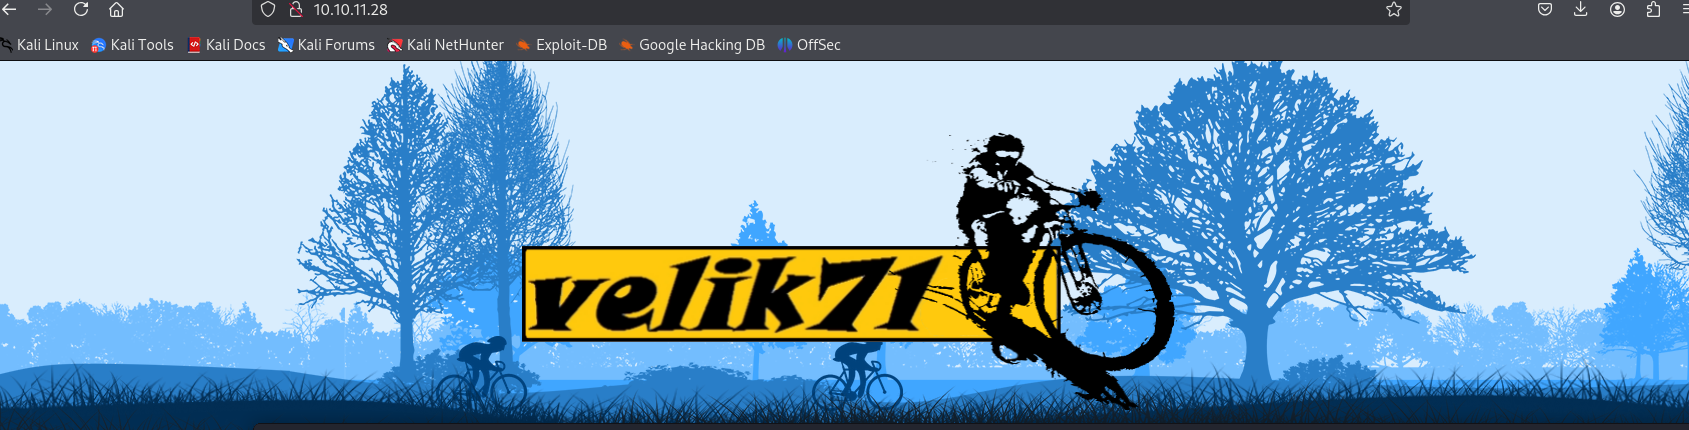 10.10.11.28
Kali Linux Kali Tools Kali Docs Kali Forums Kali NetHunter Exploit-DB Google Hacking DB OffSec
velik71